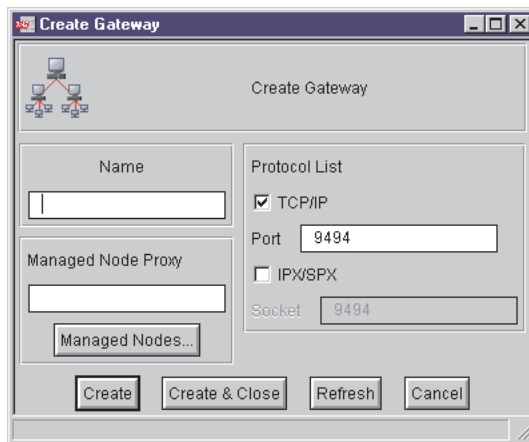 Create Gateway
Create Gateway
Name
Protocol List
TCP/IP
Port 9494
Managed Node Proxy
IPX/SPX
Socket 9494
Managed Nodes...
Create Create & Close Refresh Cancel